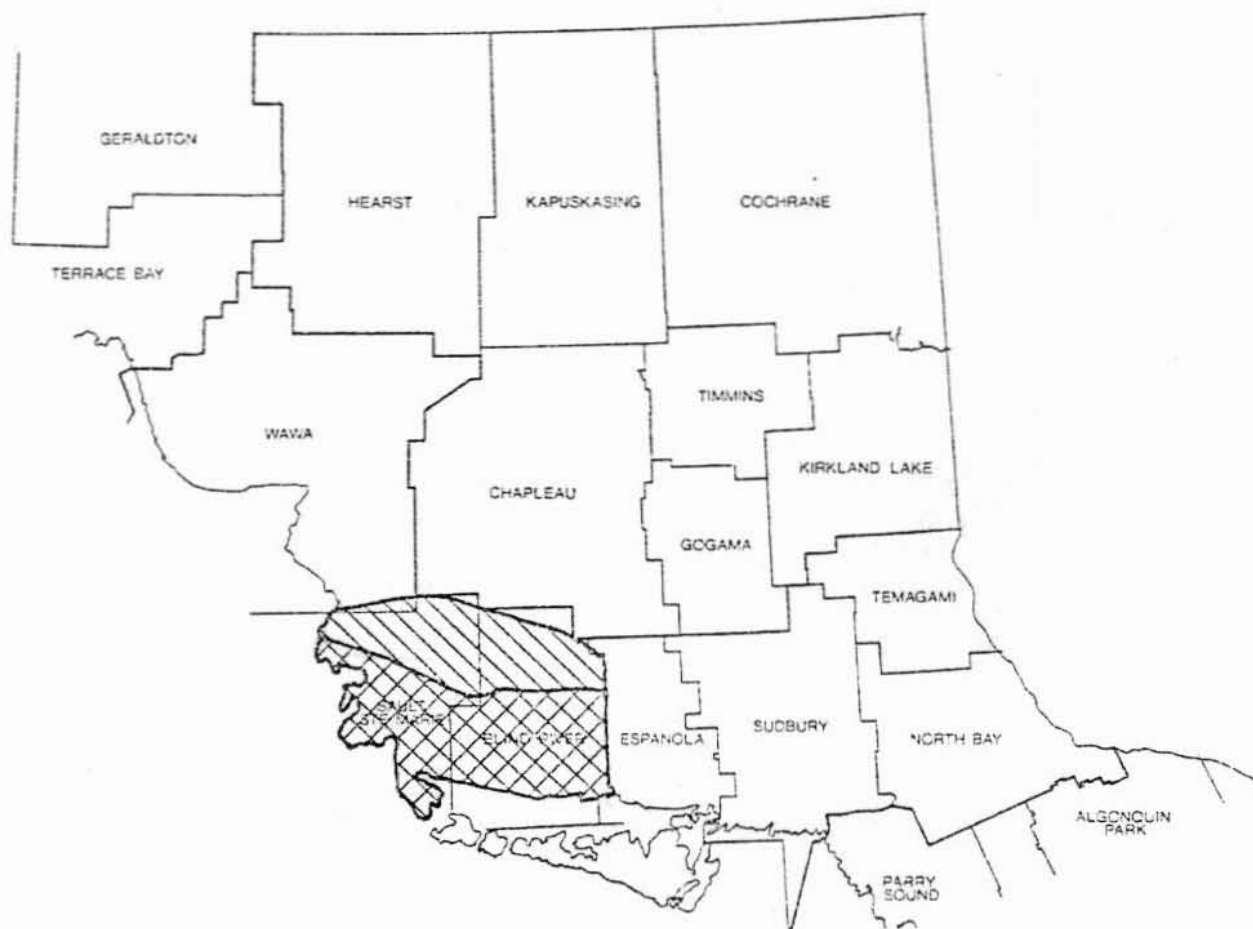 GERALDTON
HEARST
KAPUSKASING
COCHRANE
TERRACE BAY
TIMMINS
WAWA
KIRKLAND LAKE
CHAPLEAU
GOGAMA
TEMAGAMI
SAULT
STE. MARIE
BLIND RIVER
ESPANOLA
SUDBURY
NORTH BAY
ALGONQUIN
PARK
PARRY
SOUND